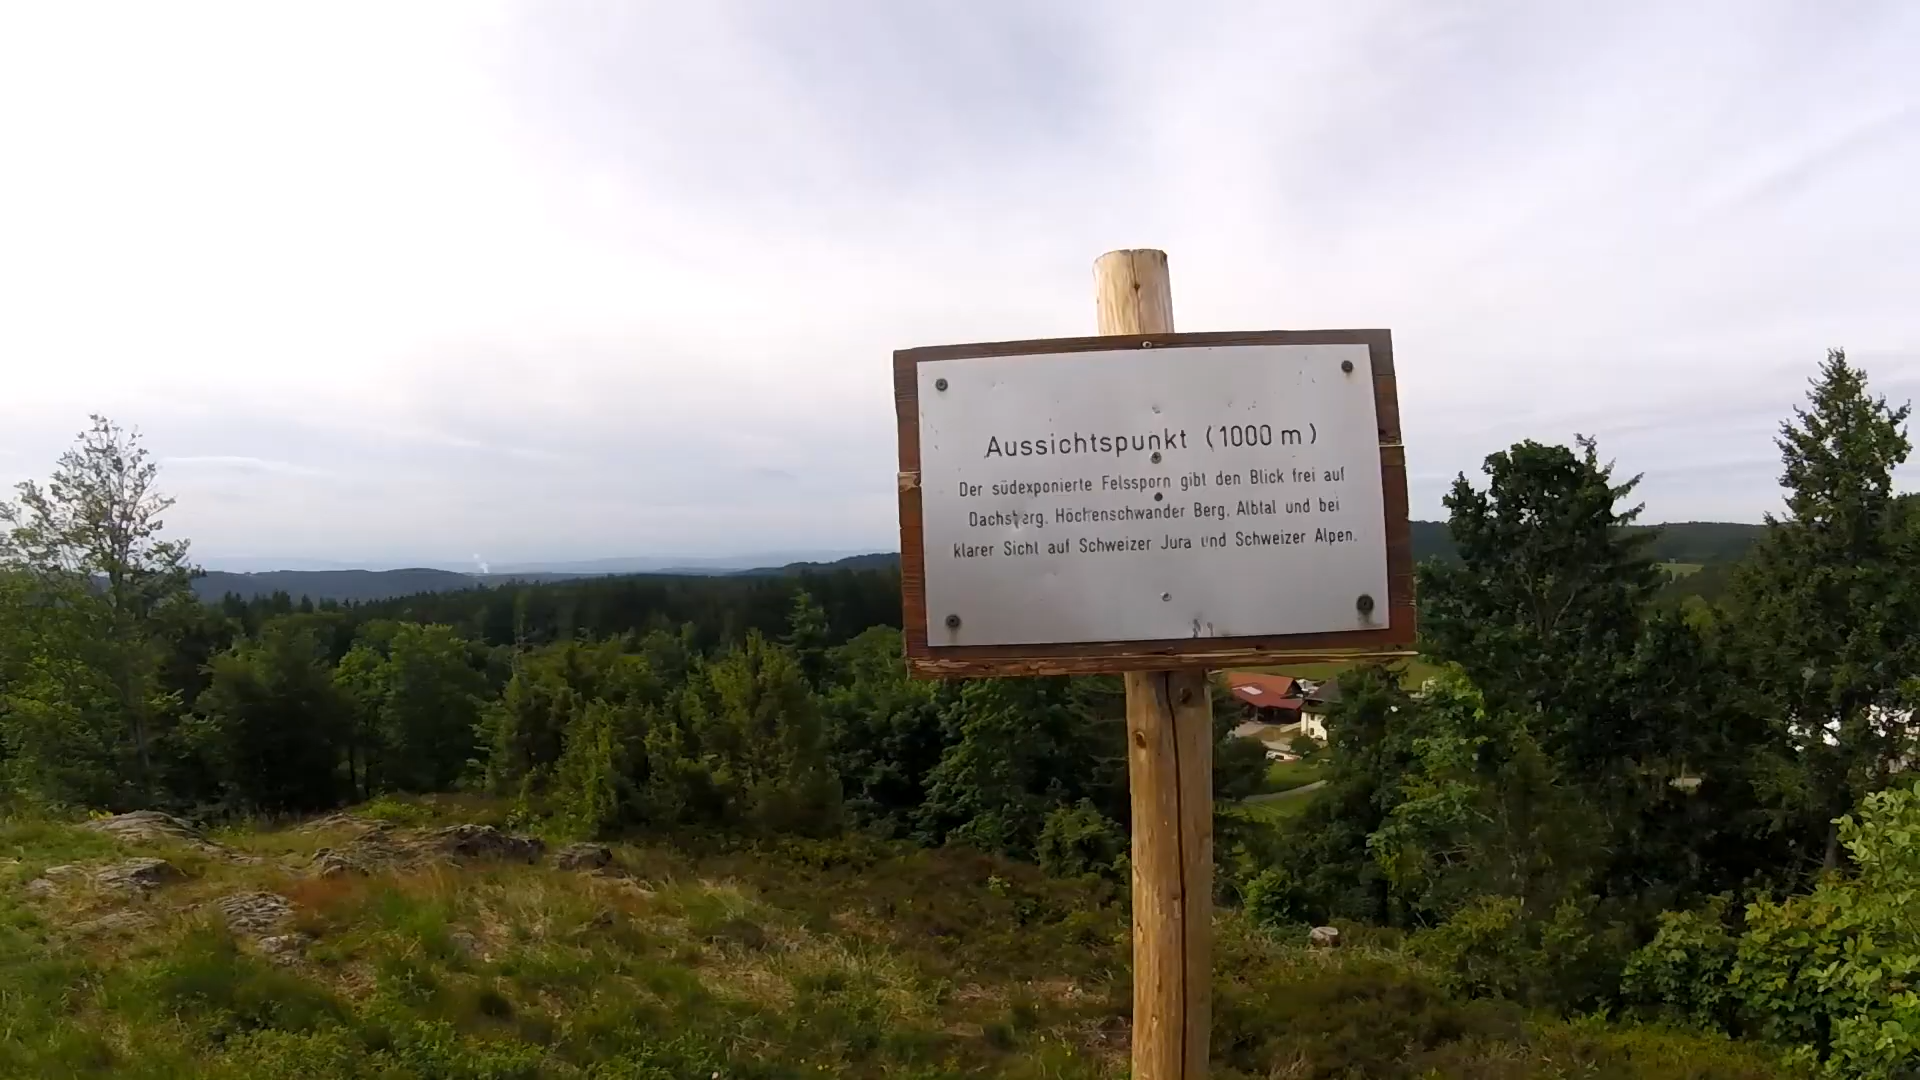 Aussichtspunkt (1000 m)
Der südexponierte Felssporn gibt den Blick frei auf
Dachsberg, Höchenschwander Berg, Albtal und bei
klarer Sicht auf Schweizer Jura und Schweizer Alpen.